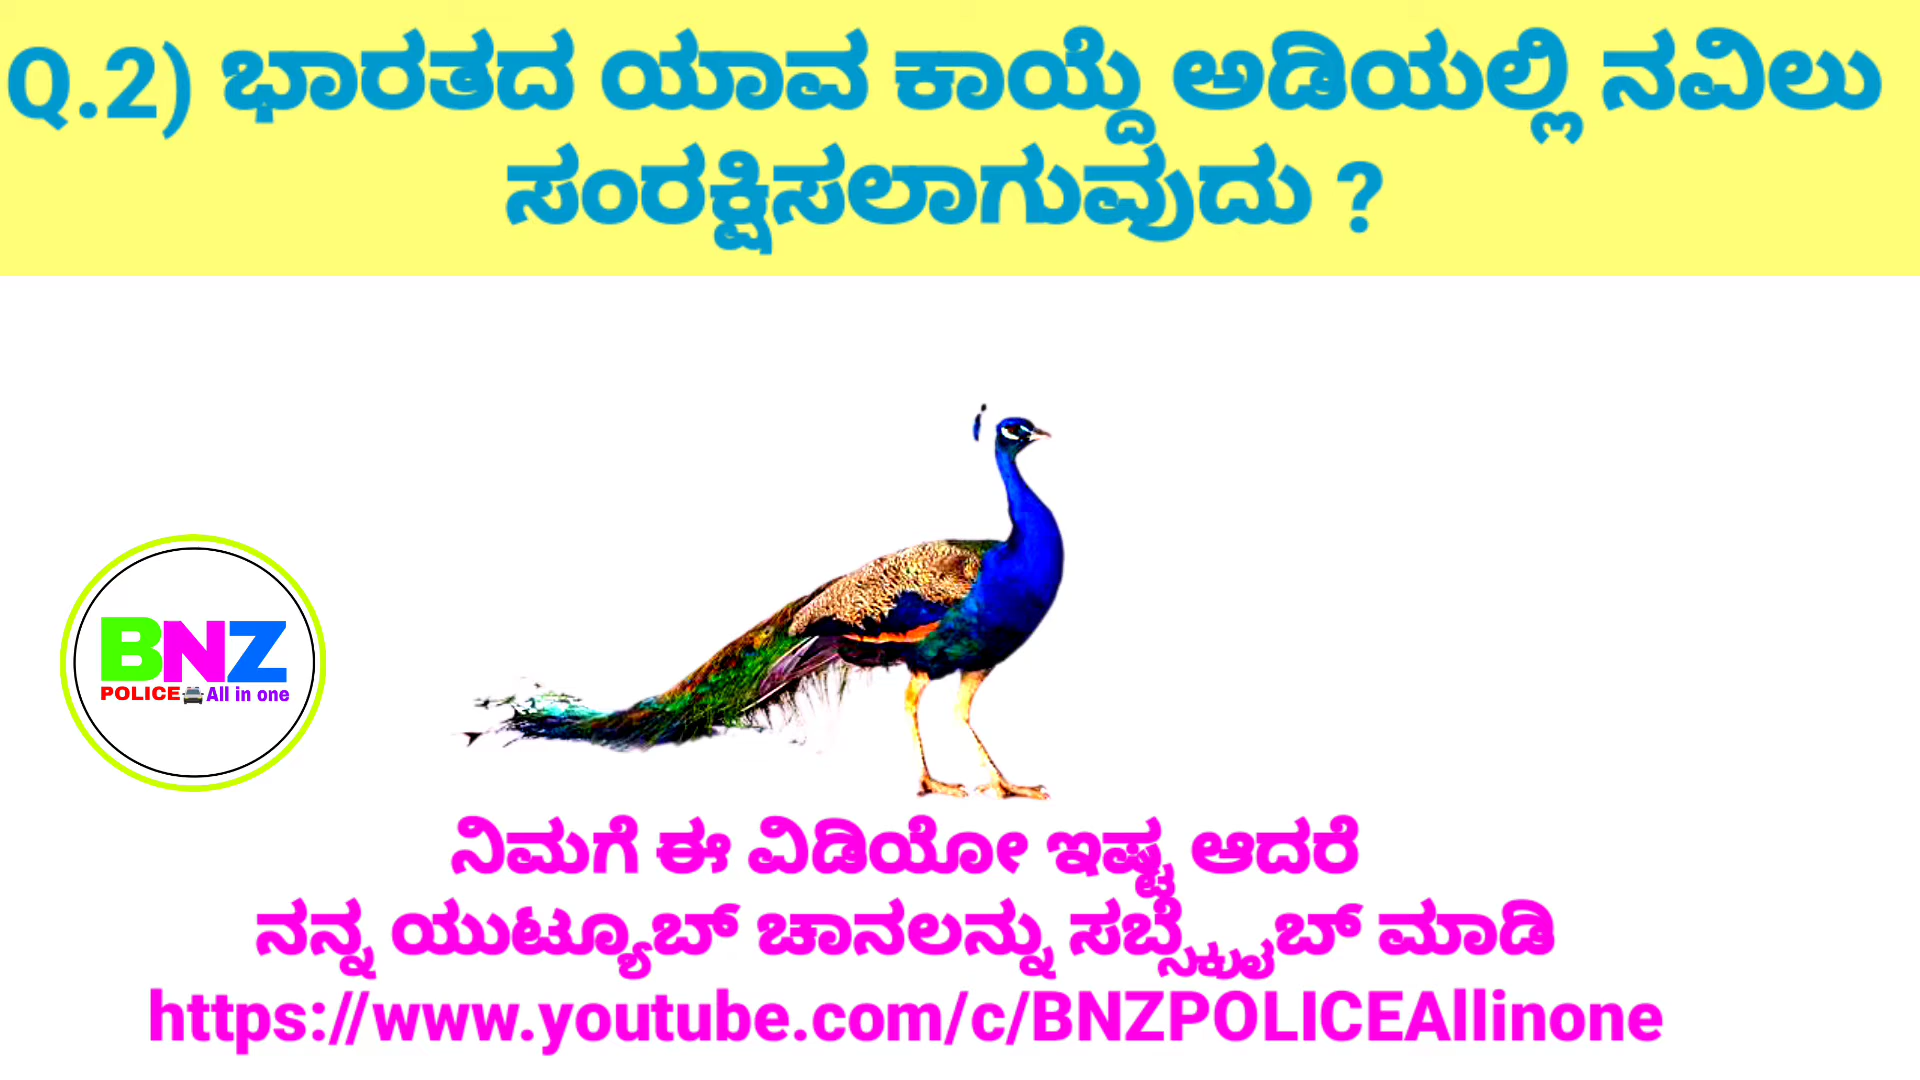 Q.2) ಭಾರತದ ಯಾವ ಕಾಯ್ದೆ ಅಡಿಯಲ್ಲಿ ನವಿಲು
ಸಂರಕ್ಷಿಸಲಾಗುವುದು ?
BNZ
POLICE All in one
ನಿಮಗೆ ಈ ವಿಡಿಯೋ ಇಷ್ಟ ಆದರೆ
ನನ್ನ ಯುಟ್ಯೂಬ್ ಚಾನಲನ್ನು ಸಬ್ಸ್ಕ್ರೈಬ್ ಮಾಡಿ
https://www.youtube.com/c/BNZPOLICEAllinone